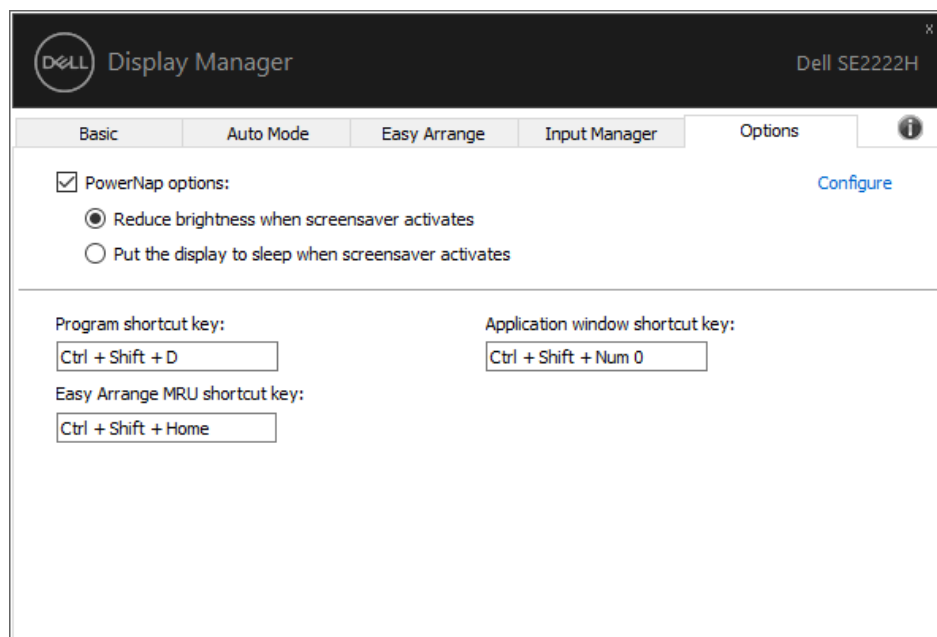 DELL Display Manager
Dell SE2222H
x
Basic
Auto Mode
Easy Arrange
Input Manager
Options
i
PowerNap options:
Configure
Reduce brightness when screensaver activates
Put the display to sleep when screensaver activates
Program shortcut key:
Application window shortcut key:
Ctrl + Shift + D
Ctrl + Shift + Num 0
Easy Arrange MRU shortcut key:
Ctrl + Shift + Home